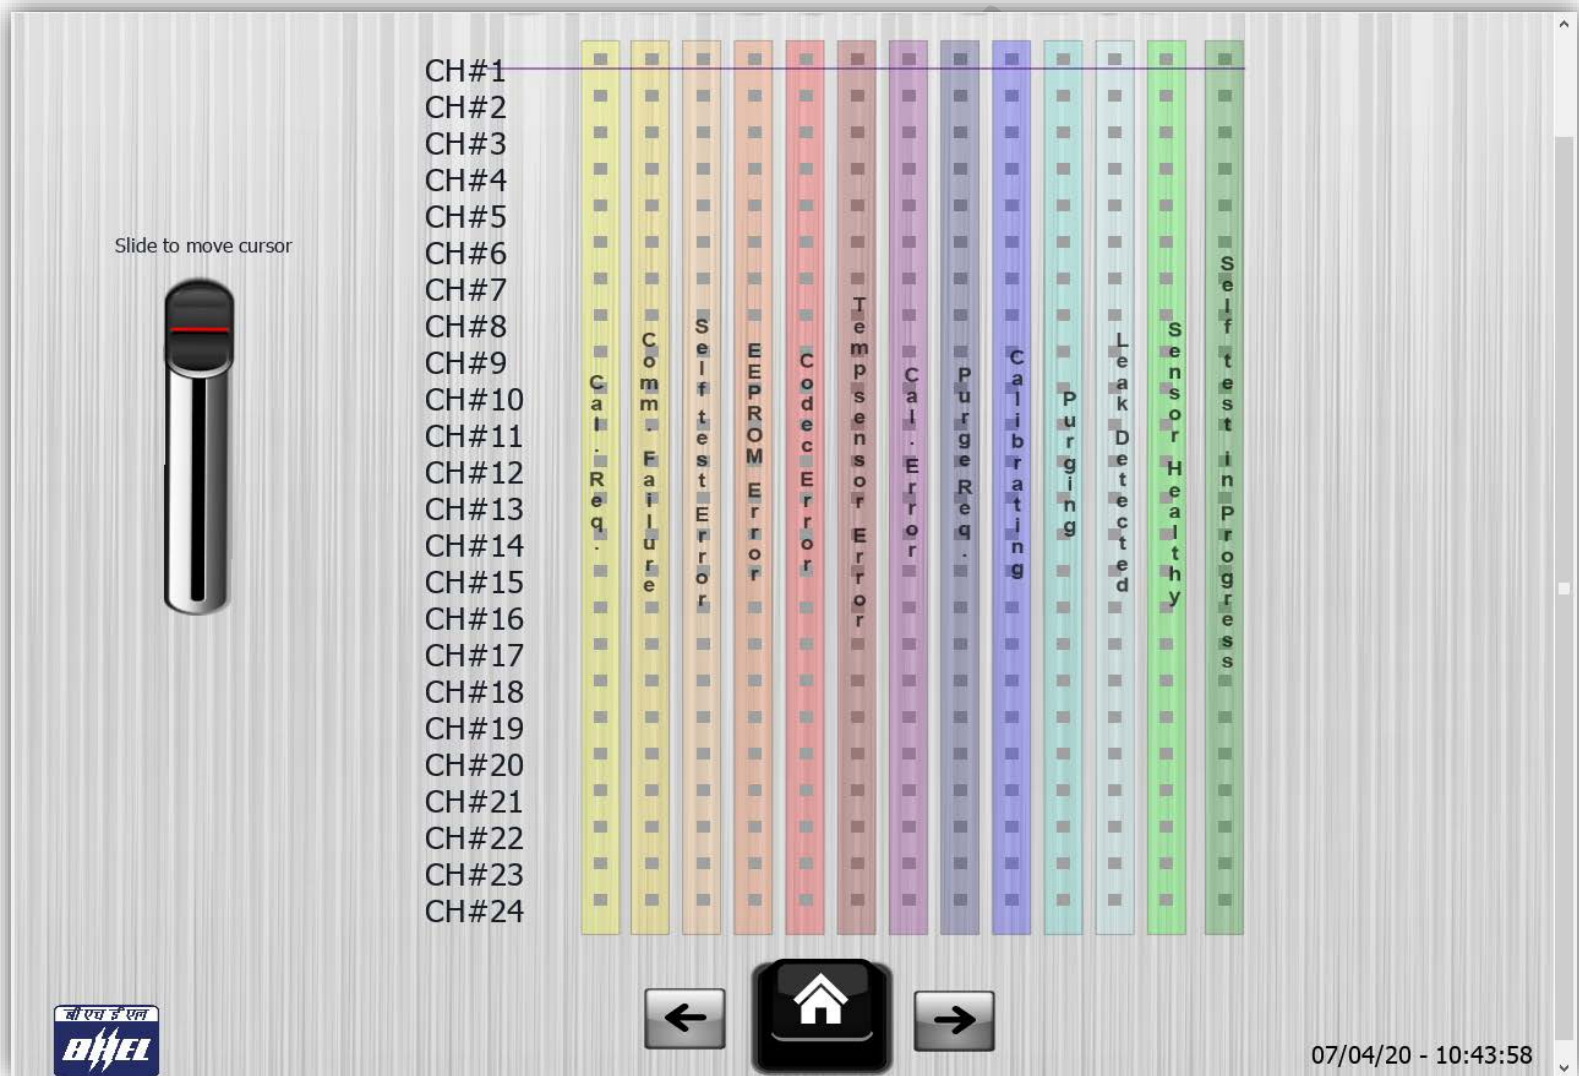 CH#1
CH#2
CH#3
CH#4
CH#5
CH#6
CH#7
CH#8
CH#9
CH#10
CH#11
CH#12
CH#13
CH#14
CH#15
CH#16
CH#17
CH#18
CH#19
CH#20
CH#21
CH#22
CH#23
CH#24
Slide to move cursor
Cal. Req.
Comm. Failure
Self test Error
EEPROM Error
Codec Error
Temp sensor Error
Cal. Error
Purge Req.
Calibrating
Purging
Leak Detected
Sensor Healthy
Self test in Progress
बी एच ई एल
BHEL
07/04/20 - 10:43:58